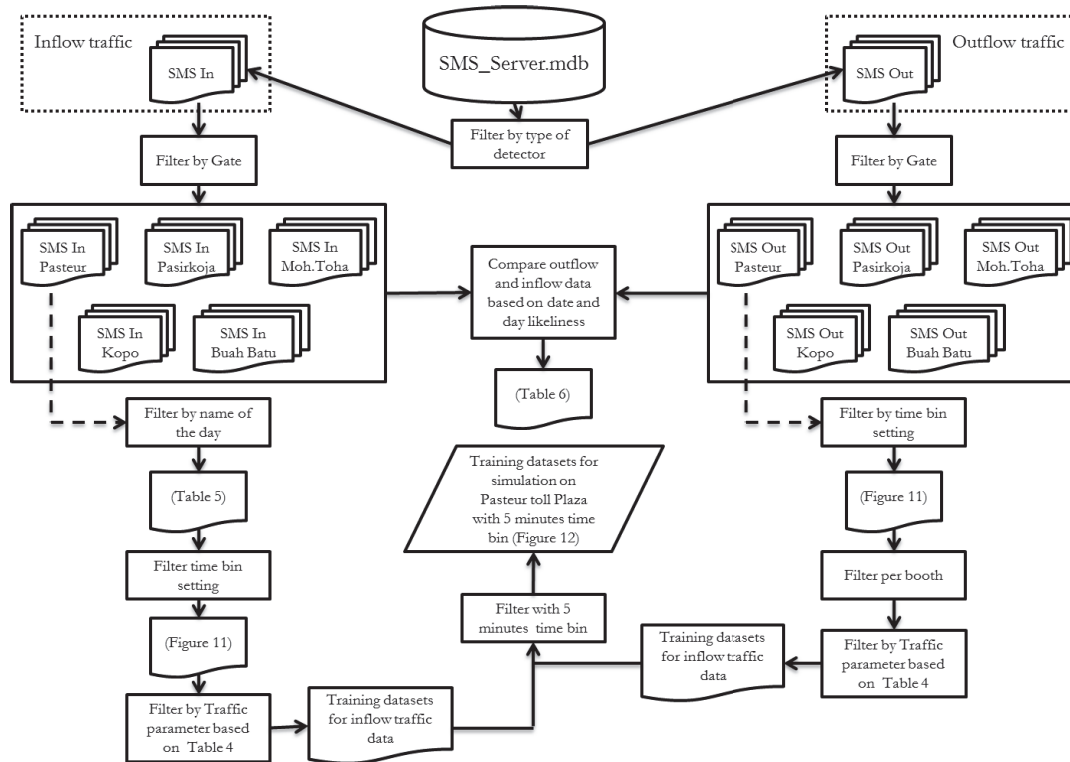 Inflow traffic
SMS In
SMS_Server.mdb
Outflow traffic
SMS Out
Filter by type of
detector
Filter by Gate
Filter by Gate
SMS In
Pasteur
SMS In
Pasirkoja
SMS In
Moh.Toha
SMS In
Kopo
SMS In
Buah Batu
Compare outflow
and inflow data
based on date and
day likeliness
SMS Out
Pasteur
SMS Out
Pasirkoja
SMS Out
Moh.Toha
SMS Out
Kopo
SMS Out
Buah Batu
(Table 6)
Filter by name of
the day
Filter by time bin
setting
(Table 5)
Training datasets for
simulation on
Pasteur toll Plaza
with 5 minutes time
bin (Figure 12)
(Figure 11)
Filter time bin
setting
Filter per booth
Filter with 5
minutes time bin
(Figure 11)
Training datasets
for inflow traffic
data
Filter by Traffic
parameter based
on Table 4
Filter by Traffic
parameter based
on Table 4
Training datasets
for inflow traffic
data